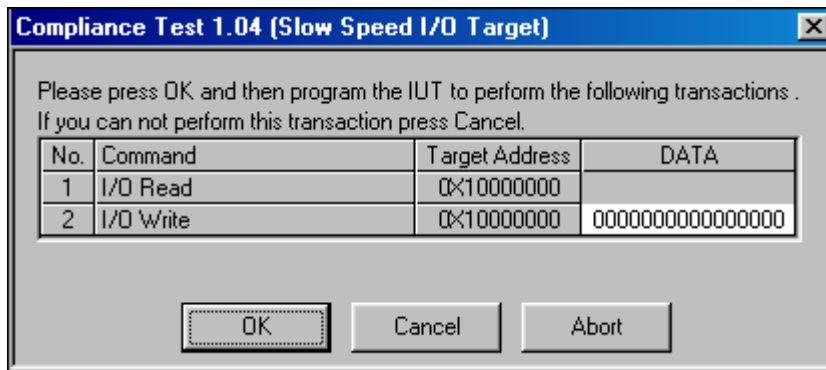 Compliance Test 1.04 (Slow Speed I/O Target)
Please press OK and then program the IUT to perform the following transactions .
If you can not perform this transaction press Cancel.
No. Command Target Address DATA
1 I/O Read 0X10000000
2 I/O Write 0X10000000 0000000000000000
OK Cancel Abort